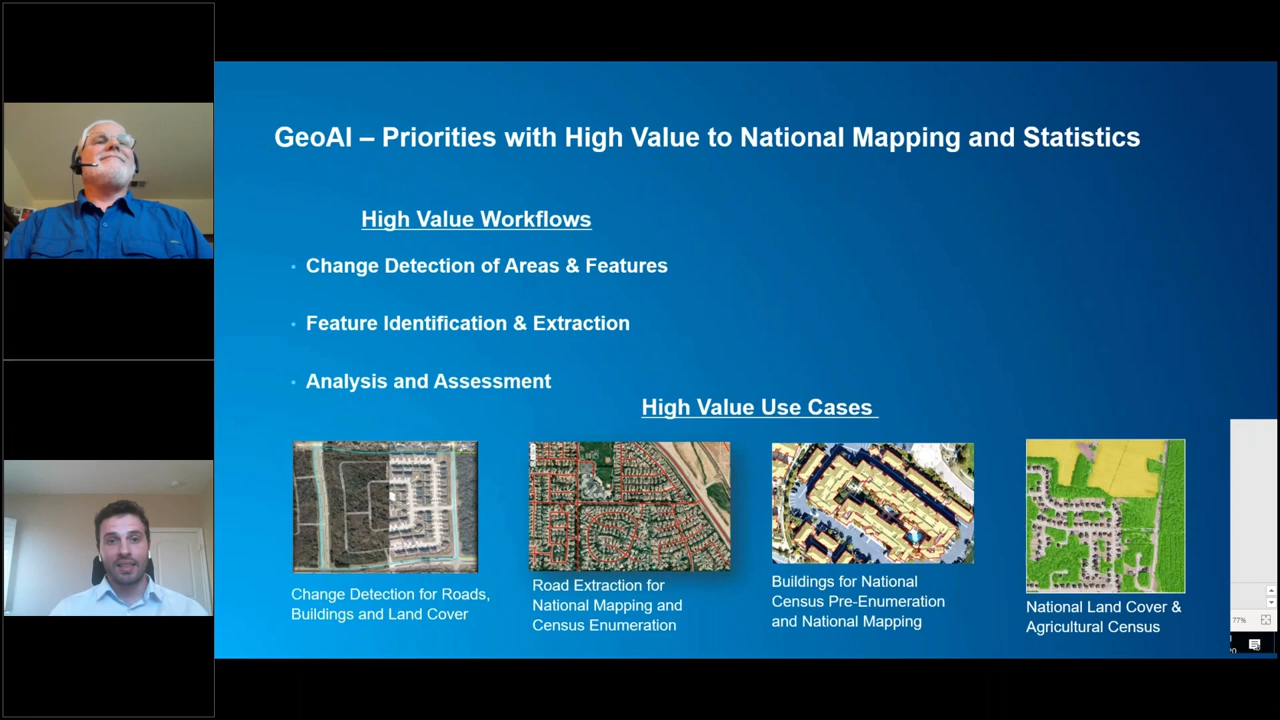 GeoAI – Priorities with High Value to National Mapping and Statistics
High Value Workflows
Change Detection of Areas & Features
Feature Identification & Extraction
Analysis and Assessment
High Value Use Cases
Change Detection for Roads,
Buildings and Land Cover
Road Extraction for
National Mapping and
Census Enumeration
Buildings for National
Census Pre-Enumeration
and National Mapping
National Land Cover &
Agricultural Census
77%